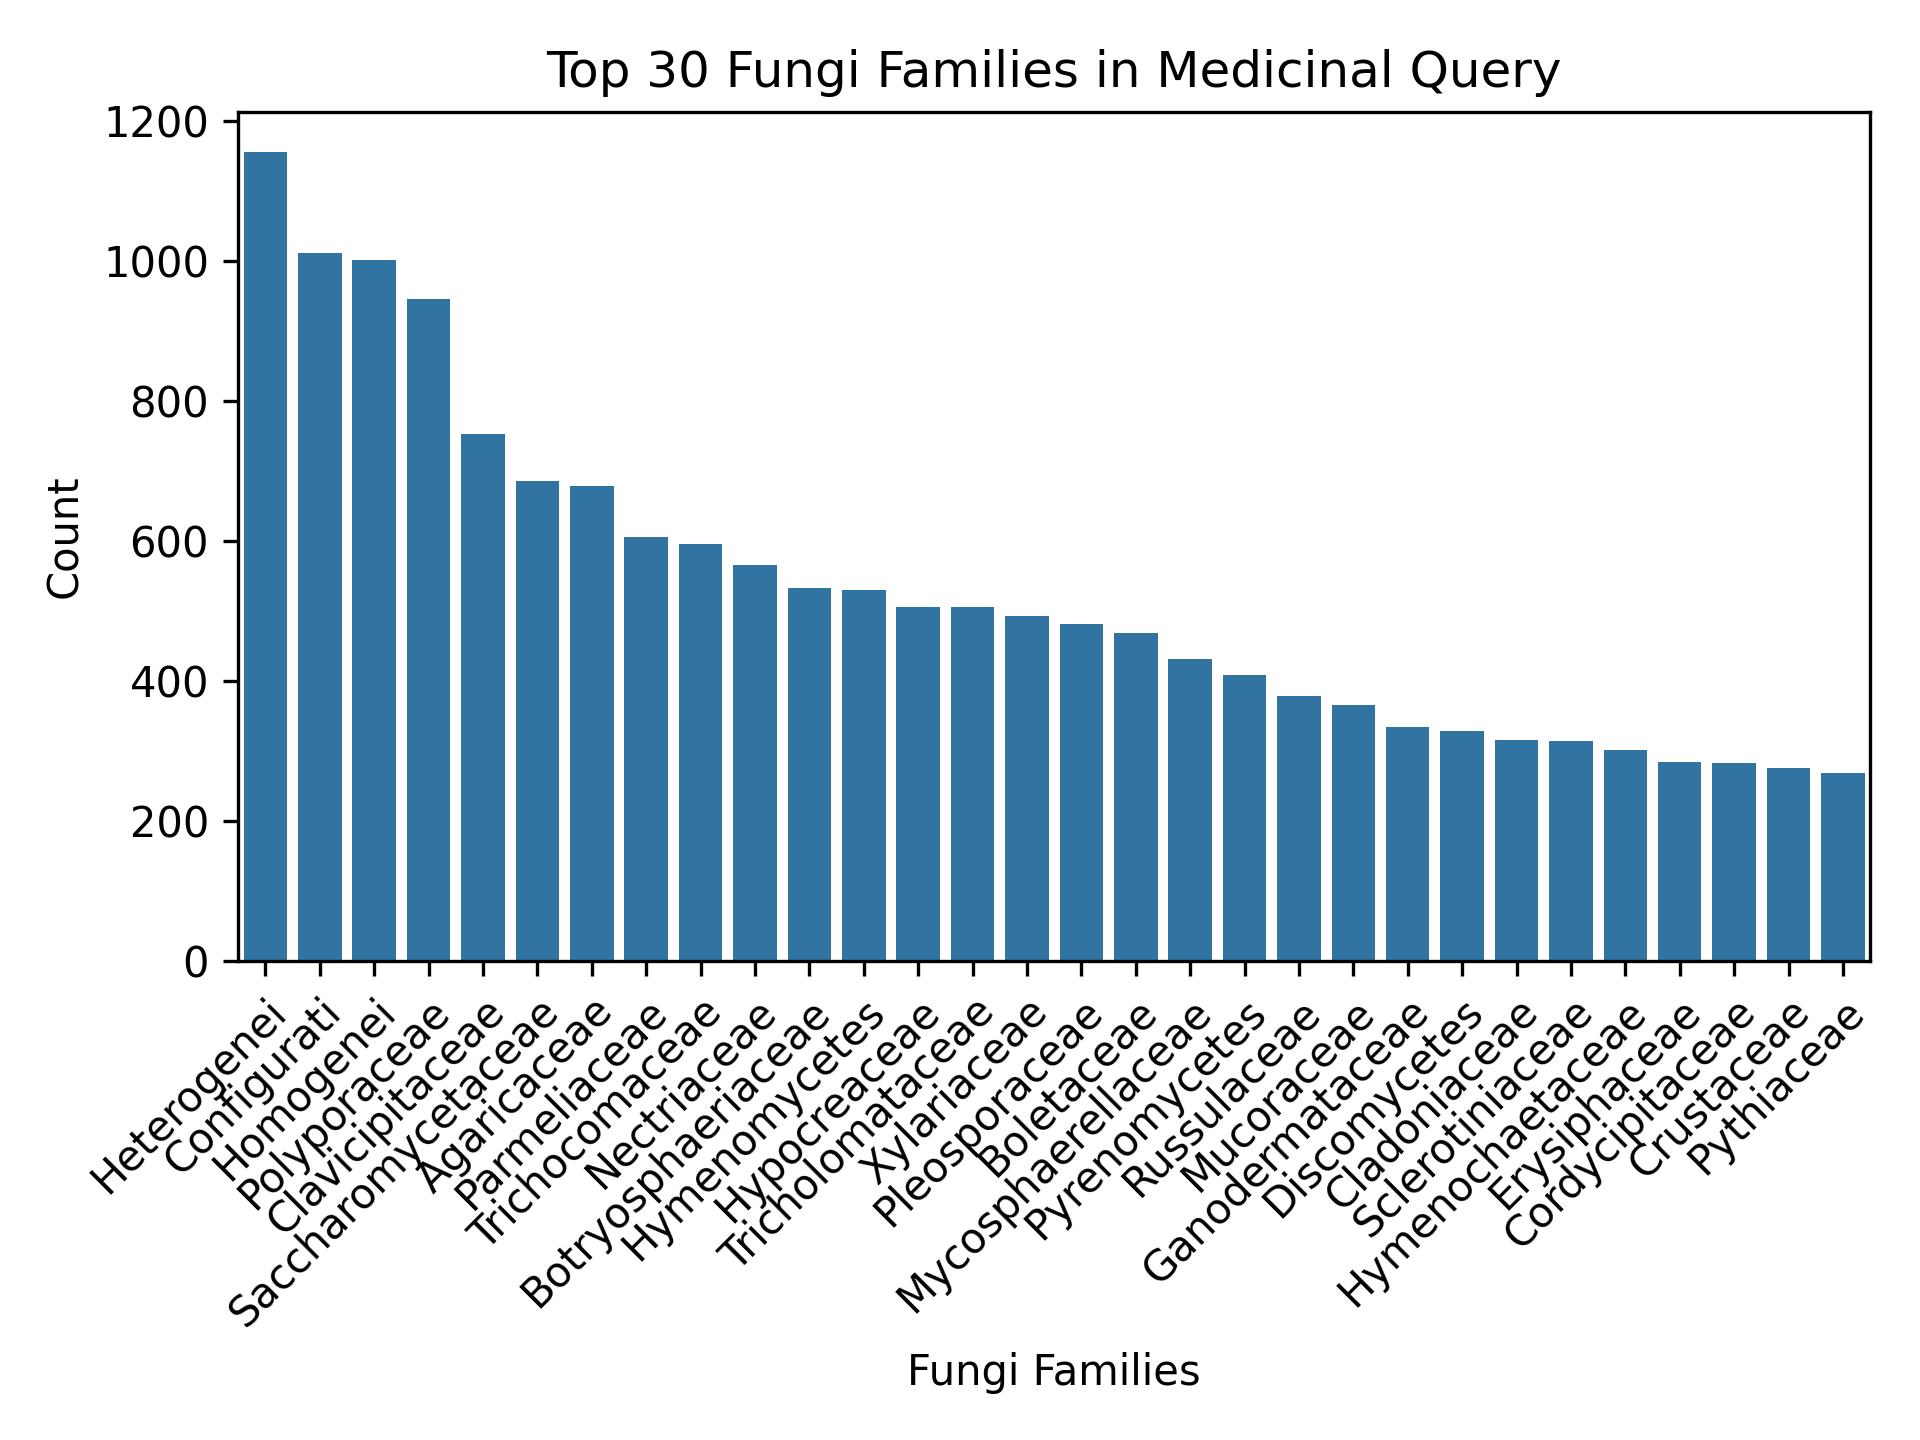 Top 30 Fungi Families in Medicinal Query
1200
1000
800
600
400
200
0
Count
Heterogenei
Configurati
Homogenei
Polyporaceae
Clavicipitaceae
Saccharomycetaceae
Agaricaceae
Parmeliaceae
Trichocomaceae
Nectriaceae
Botryosphaeriaceae
Hymenomycetes
Hypocreaceae
Tricholomataceae
Xylariaceae
Pleosporaceae
Boletaceae
Mycosphaerellaceae
Pyrenomycetes
Russulaceae
Mucoraceae
Ganodermataceae
Discomycetes
Cladoniaceae
Sclerotiniaceae
Hymenochaetaceae
Erysiphaceae
Cordycipitaceae
Crustaceae
Pythiaceae
Fungi Families